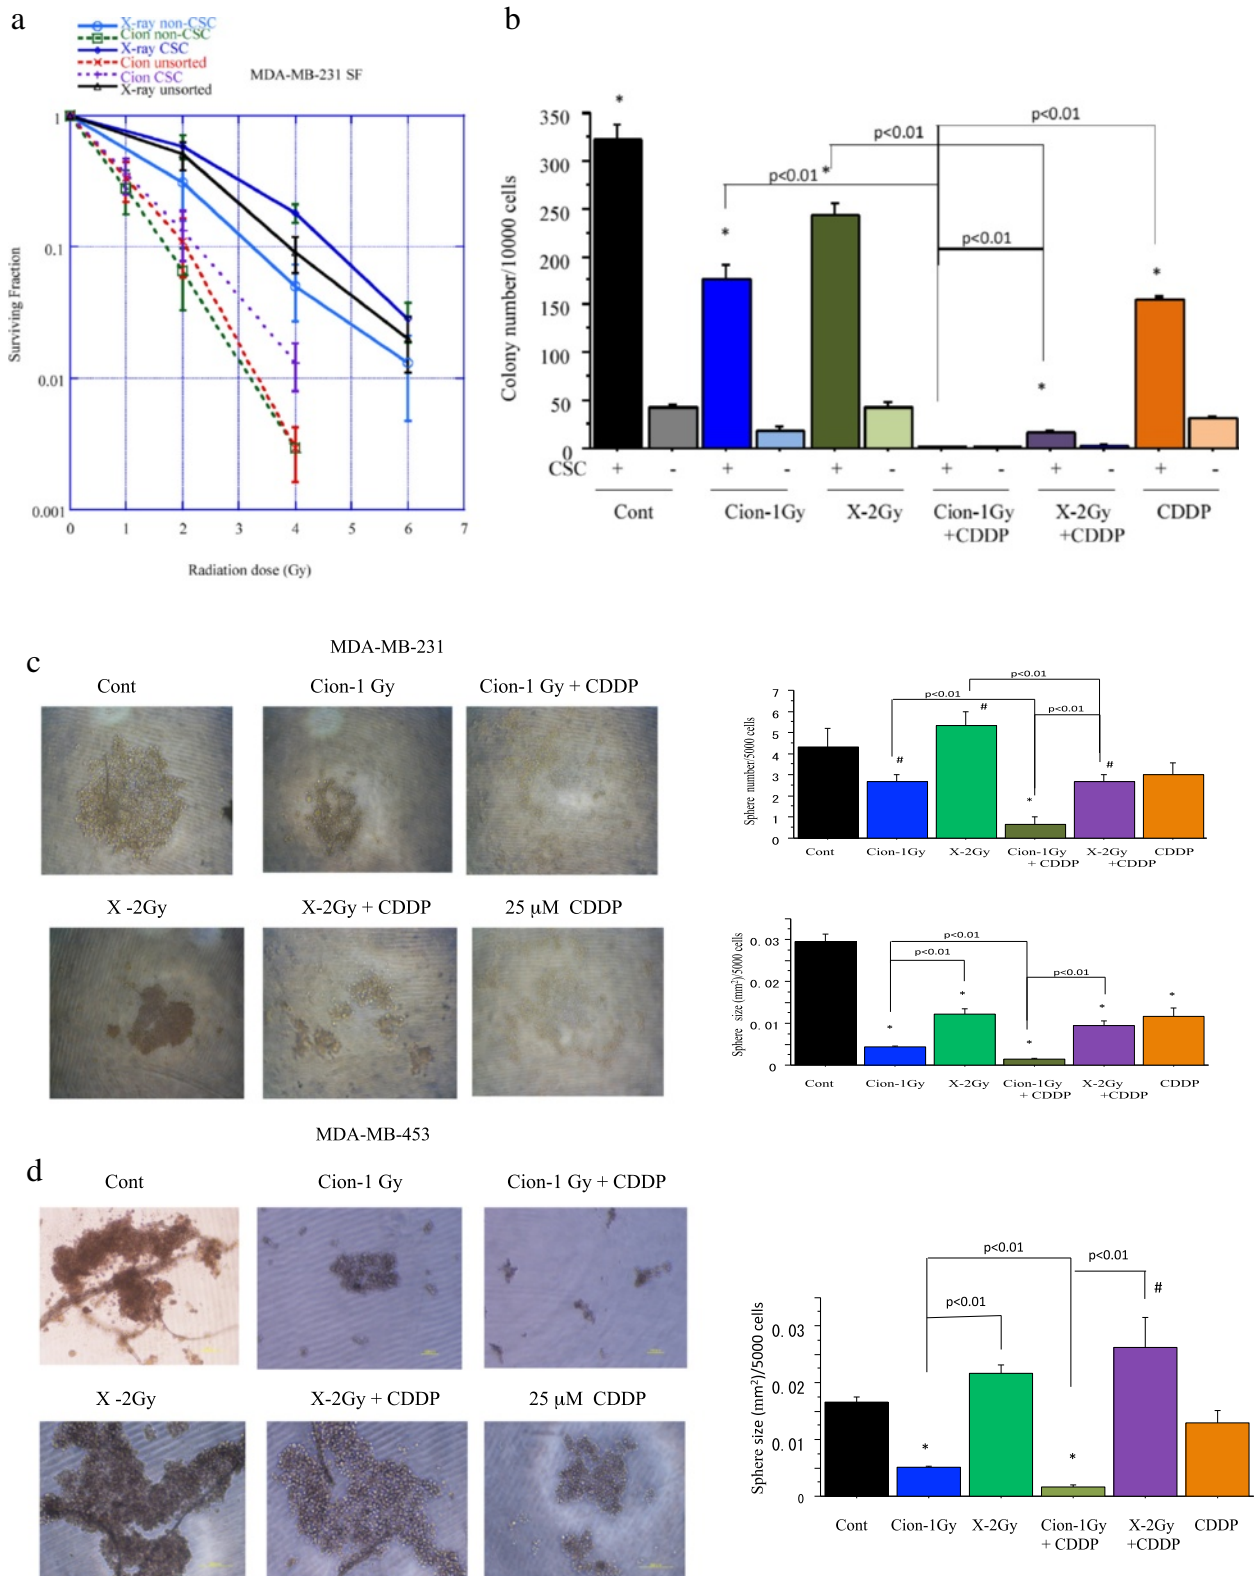 a
X-ray non-CSC
Cion non-CSC
X-ray CSC
Cion unsorted
Cion CSC
X-ray unsorted
MDA-MB-231 SF
Surviving Fraction
1
0.1
0.01
0.001
0 1 2 3 4 5 6 7
Radiation dose (Gy)
b
Colony number/10000 cells
350
300
250
200
150
100
50
0
*
*
*
*
*
p<0.01
p<0.01
p<0.01
p<0.01
CSC + - + - + - + - + - + -
Cont Cion-1Gy X-2Gy Cion-1Gy X-2Gy CDDP
+CDDP +CDDP
c
MDA-MB-231
Cont Cion-1 Gy Cion-1 Gy + CDDP
X -2Gy X-2Gy + CDDP 25 µM CDDP
Sphere number/5000 cells
7
6
5
4
3
2
1
0
p<0.01
p<0.01
p<0.01
#
#
#
*
Cont Cion-1Gy X-2Gy Cion-1Gy X-2Gy CDDP
+ CDDP +CDDP
Sphere size (mm²)/5000 cells
0. 03
0. 02
0. 01
0
p<0.01
p<0.01
p<0.01
*
*
*
*
*
Cont Cion-1Gy X-2Gy Cion-1Gy X-2Gy CDDP
+ CDDP +CDDP
d
MDA-MB-453
Cont Cion-1 Gy Cion-1 Gy + CDDP
X -2Gy X-2Gy + CDDP 25 µM CDDP
Sphere size (mm²)/5000 cells
0. 03
0. 02
0. 01
0
p<0.01
p<0.01
p<0.01
#
*
*
Cont Cion-1Gy X-2Gy Cion-1Gy X-2Gy CDDP
+ CDDP +CDDP